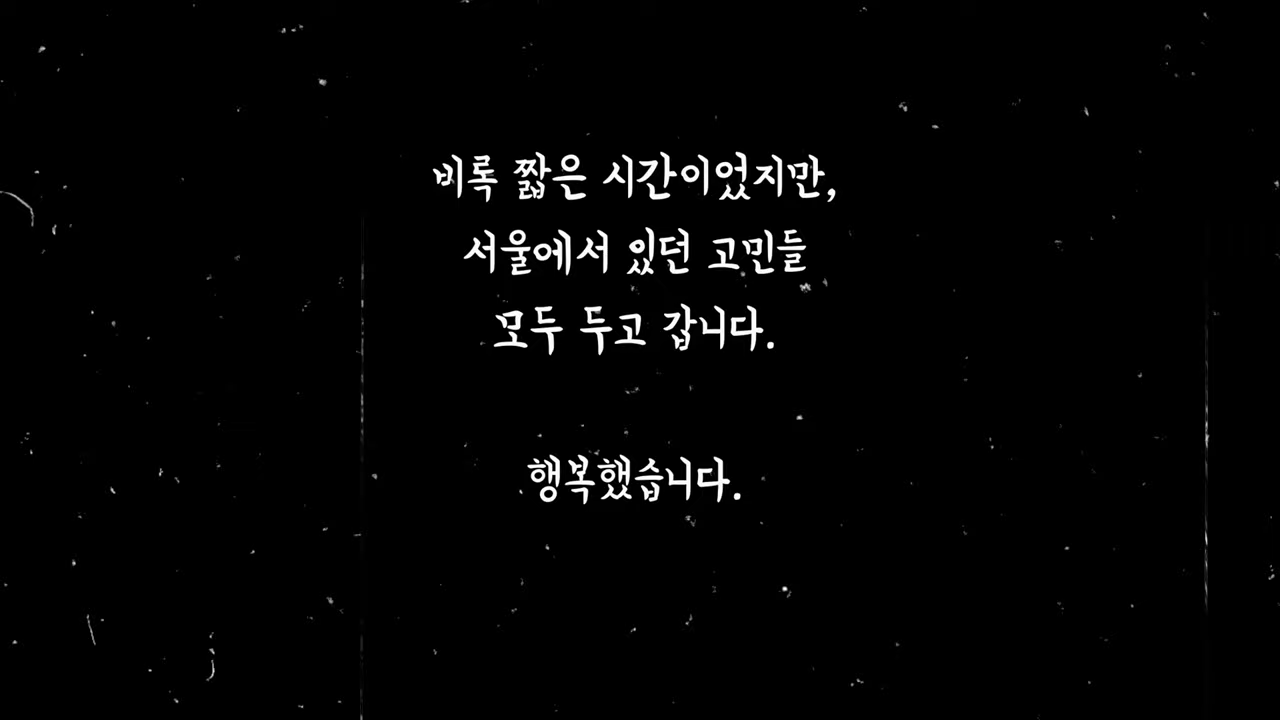 비록 짧은 시간이었지만,
서울에서 있던 고민들
모두 두고 갑니다.
행복했습니다.